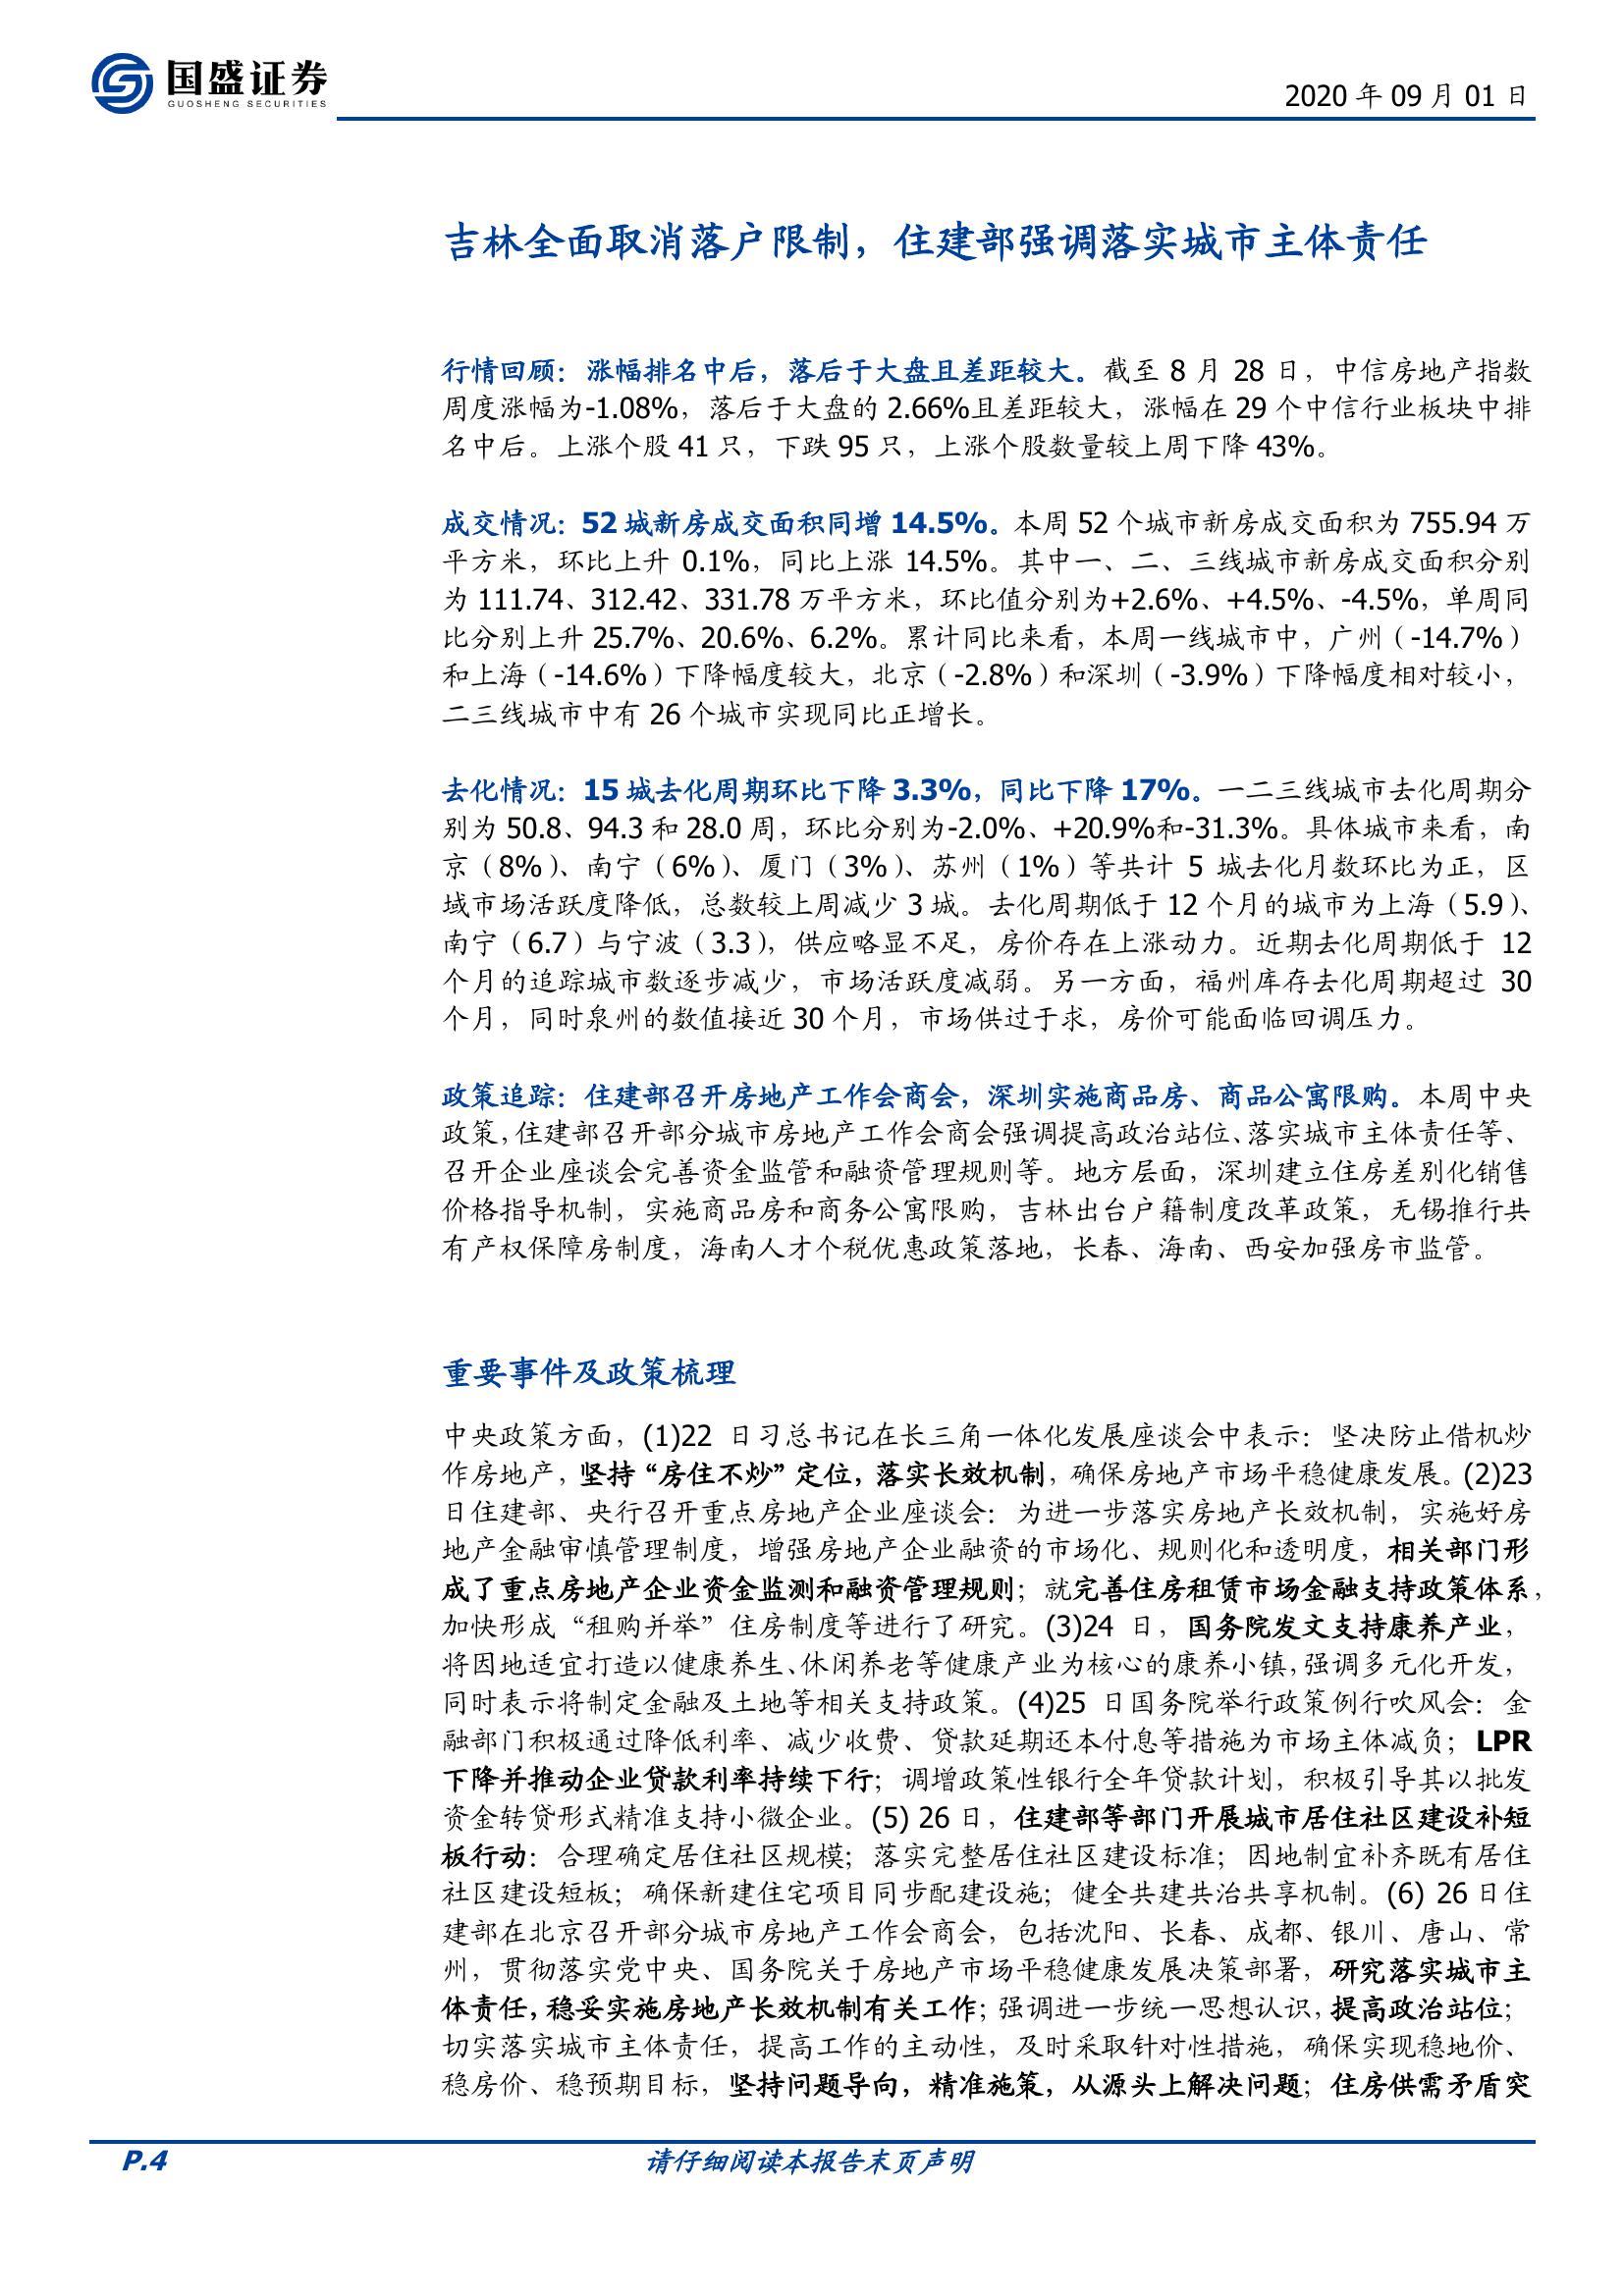 国盛证券
GUOSHENG SECURITIES
2020 年 09 月 01 日
吉林全面取消落户限制，住建部强调落实城市主体责任
行情回顾：涨幅排名中后，落后于大盘且差距较大。截至 8 月 28 日，中信房地产指数
周度涨幅为-1.08%，落后于大盘的 2.66%且差距较大，涨幅在 29 个中信行业板块中排
名中后。上涨个股 41 只，下跌 95 只，上涨个股数量较上周下降 43%。
成交情况：52 城新房成交面积同增 14.5%。本周 52 个城市新房成交面积为 755.94 万
平方米，环比上升 0.1%，同比上涨 14.5%。其中一、二、三线城市新房成交面积分别
为 111.74、312.42、331.78 万平方米，环比值分别为+2.6%、+4.5%、-4.5%，单周同
比分别上升 25.7%、20.6%、6.2%。累计同比来看，本周一线城市中，广州（-14.7%）
和上海（-14.6%）下降幅度较大，北京（-2.8%）和深圳（-3.9%）下降幅度相对较小，
二三线城市中有 26 个城市实现同比正增长。
去化情况：15 城去化周期环比下降 3.3%，同比下降 17%。一二三线城市去化周期分
别为 50.8、94.3 和 28.0 周，环比分别为-2.0%、+20.9%和-31.3%。具体城市来看，南
京（8%）、南宁（6%）、厦门（3%）、苏州（1%）等共计 5 城去化月数环比为正，区
域市场活跃度降低，总数较上周减少 3 城。去化周期低于 12 个月的城市为上海（5.9）、
南宁（6.7）与宁波（3.3），供应略显不足，房价存在上涨动力。近期去化周期低于 12
个月的追踪城市数逐步减少，市场活跃度减弱。另一方面，福州库存去化周期超过 30
个月，同时泉州的数值接近 30 个月，市场供过于求，房价可能面临回调压力。
政策追踪：住建部召开房地产工作会商会，深圳实施商品房、商品公寓限购。本周中央
政策，住建部召开部分城市房地产工作会商会强调提高政治站位、落实城市主体责任等、
召开企业座谈会完善资金监管和融资管理规则等。地方层面，深圳建立住房差别化销售
价格指导机制，实施商品房和商务公寓限购，吉林出台户籍制度改革政策，无锡推行共
有产权保障房制度，海南人才个税优惠政策落地，长春、海南、西安加强房市监管。
重要事件及政策梳理
中央政策方面，(1)22 日习总书记在长三角一体化发展座谈会中表示：坚决防止借机炒
作房地产，坚持“房住不炒”定位，落实长效机制，确保房地产市场平稳健康发展。(2)23
日住建部、央行召开重点房地产企业座谈会：为进一步落实房地产长效机制，实施好房
地产金融审慎管理制度，增强房地产企业融资的市场化、规则化和透明度，相关部门形
成了重点房地产企业资金监测和融资管理规则；就完善住房租赁市场金融支持政策体系，
加快形成“租购并举”住房制度等进行了研究。(3)24 日，国务院发文支持康养产业，
将因地适宜打造以健康养生、休闲养老等健康产业为核心的康养小镇，强调多元化开发，
同时表示将制定金融及土地等相关支持政策。(4)25 日国务院举行政策例行吹风会：金
融部门积极通过降低利率、减少收费、贷款延期还本付息等措施为市场主体减负；LPR
下降并推动企业贷款利率持续下行；调增政策性银行全年贷款计划，积极引导其以批发
资金转贷形式精准支持小微企业。(5) 26 日，住建部等部门开展城市居住社区建设补短
板行动：合理确定居住社区规模；落实完整居住社区建设标准；因地制宜补齐既有居住
社区建设短板；确保新建住宅项目同步配建设施；健全共建共治共享机制。(6) 26 日住
建部在北京召开部分城市房地产工作会商会，包括沈阳、长春、成都、银川、唐山、常
州，贯彻落实党中央、国务院关于房地产市场平稳健康发展决策部署，研究落实城市主
体责任，稳妥实施房地产长效机制有关工作；强调进一步统一思想认识，提高政治站位；
切实落实城市主体责任，提高工作的主动性，及时采取针对性措施，确保实现稳地价、
稳房价、稳预期目标，坚持问题导向，精准施策，从源头上解决问题；住房供需矛盾突
P.4
请仔细阅读本报告末页声明